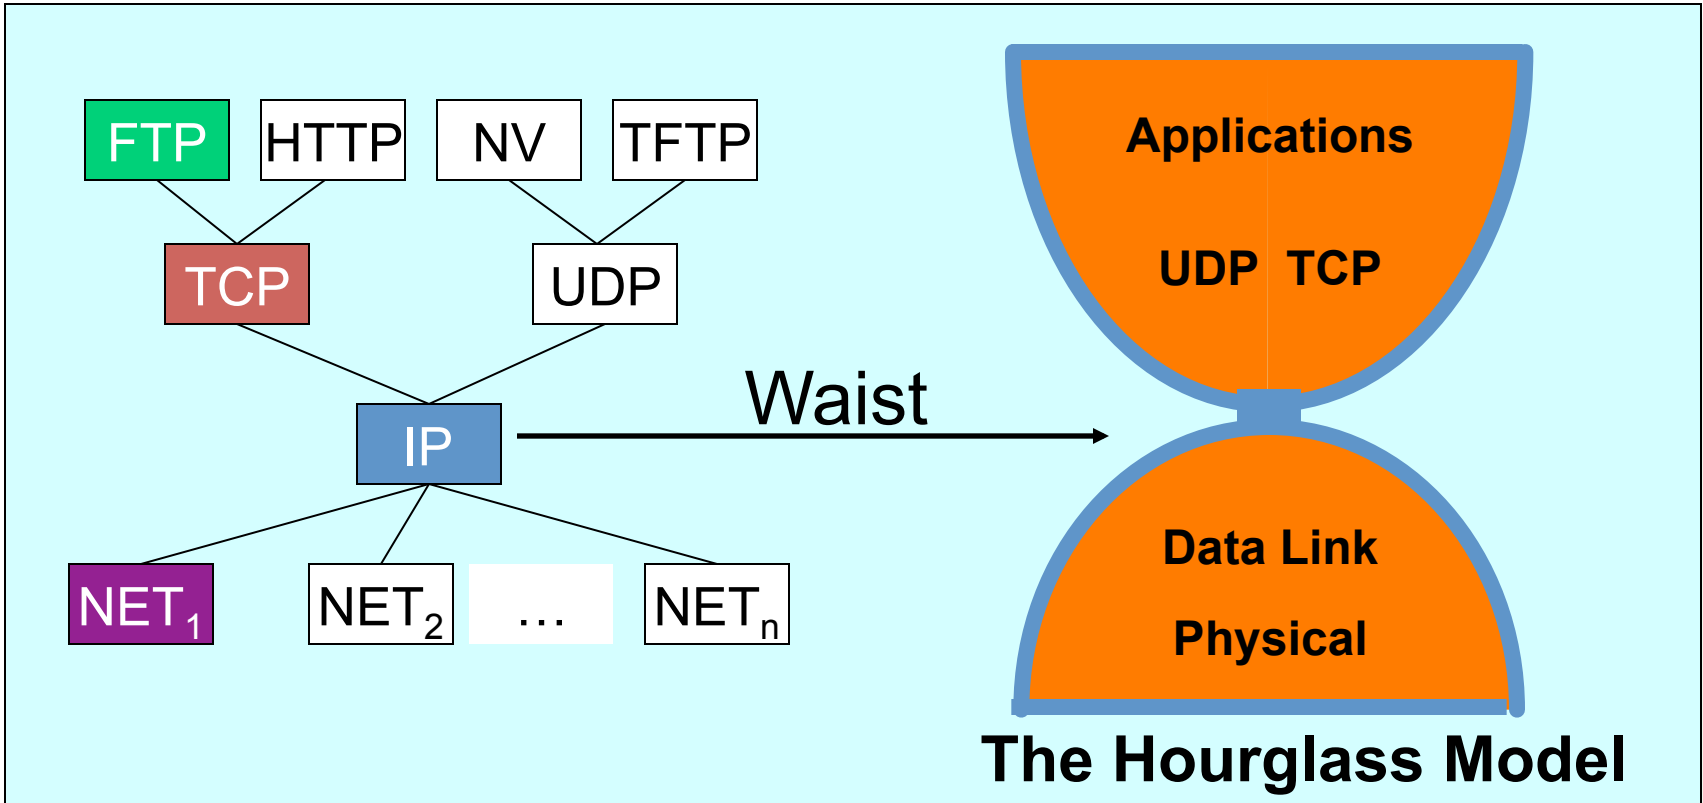 FTP HTTP NV TFTP
TCP UDP
IP
NET1 NET2 … NETn
Waist
Applications
UDP TCP
Data Link
Physical
The Hourglass Model